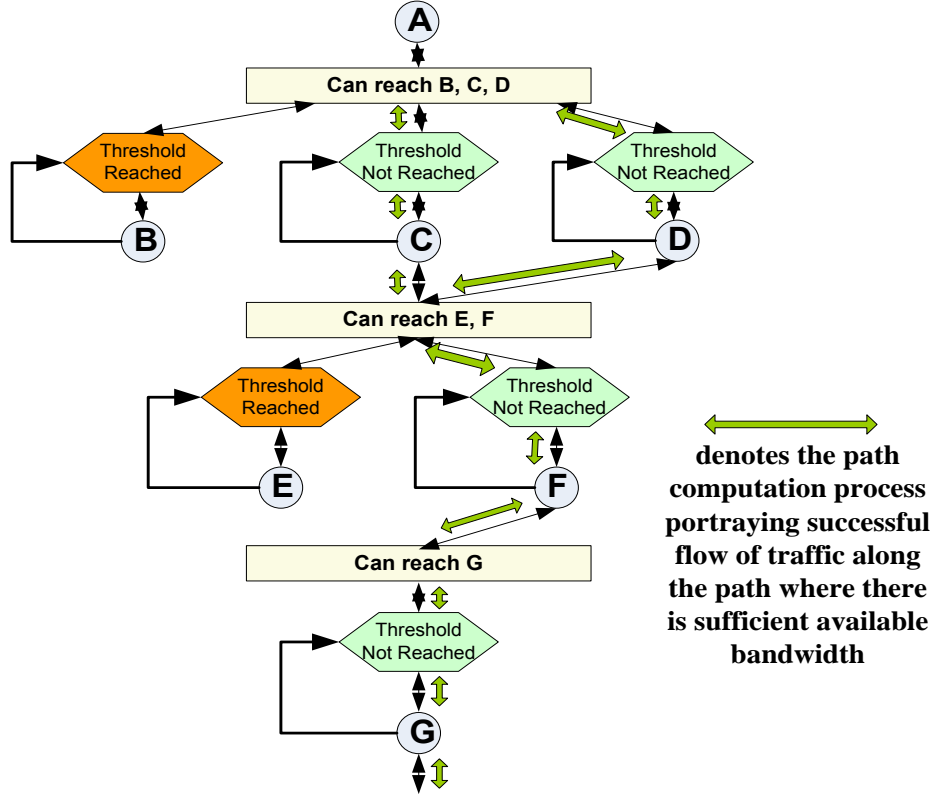 A
Can reach B, C, D
Threshold
Reached
Threshold
Not Reached
Threshold
Not Reached
B
C
D
Can reach E, F
Threshold
Reached
Threshold
Not Reached
E
F
Can reach G
Threshold
Not Reached
G
denotes the path
computation process
portraying successful
flow of traffic along
the path where there
is sufficient available
bandwidth